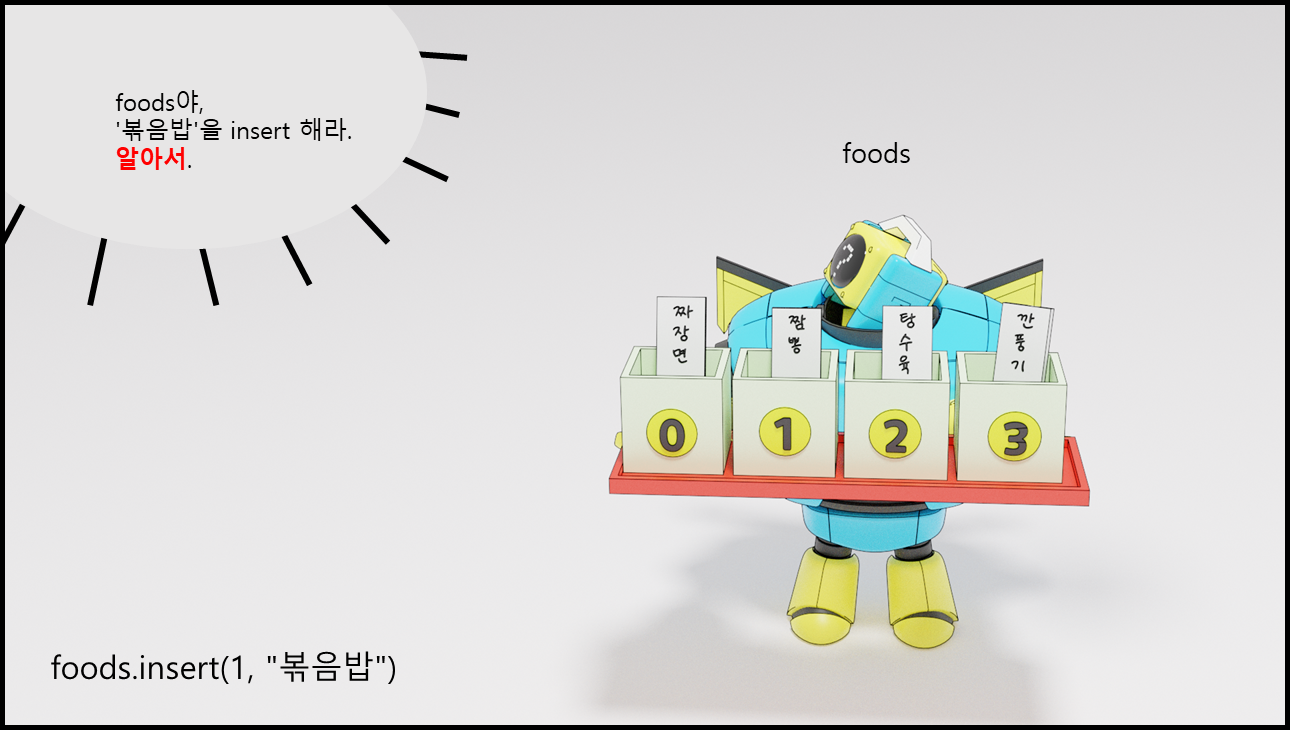 foods야,
'볶음밥'을 insert 해라.
알아서.
foods
짜
장
면
짬
뽕
탕
수
육
깐
풍
기
0
1
2
3
foods.insert(1, "볶음밥")